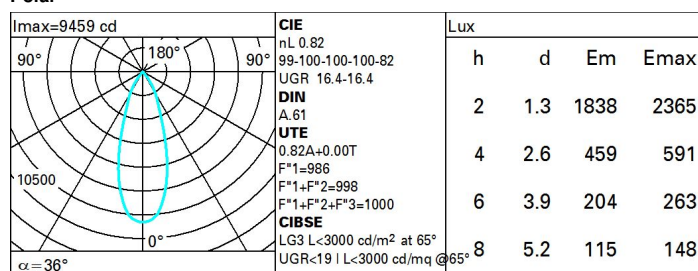 Imax=9459 cd
90° 180° 90°
10500
0°
α=36°
CIE
nL 0.82
99-100-100-100-82
UGR 16.4-16.4
DIN
A.61
UTE
0.82A+0.00T
F"1=986
F"1+F"2=998
F"1+F"2+F"3=1000
CIBSE
LG3 L<3000 cd/m² at 65°
UGR<19 | L<3000 cd/mq @65°
Lux
h d Em Emax
2 1.3 1838 2365
4 2.6 459 591
6 3.9 204 263
8 5.2 115 148